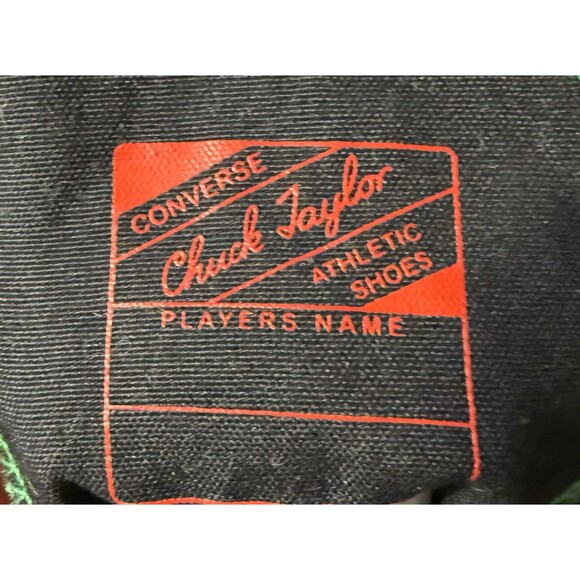 CONVERSE
Chuck Taylor
ATHLETIC
SHOES
PLAYERS NAME